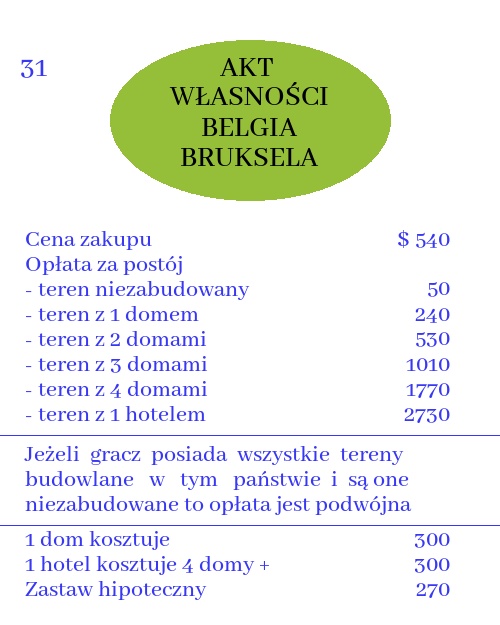 31
AKT
WŁASNOŚCI
BELGIA
BRUKSELA
Cena zakupu $ 540
Opłata za postój
- teren niezabudowany 50
- teren z 1 domem 240
- teren z 2 domami 530
- teren z 3 domami 1010
- teren z 4 domami 1770
- teren z 1 hotelem 2730
Jeżeli gracz posiada wszystkie tereny
budowlane w tym państwie i są one
niezabudowane to opłata jest podwójna
1 dom kosztuje 300
1 hotel kosztuje 4 domy + 300
Zastaw hipoteczny 270